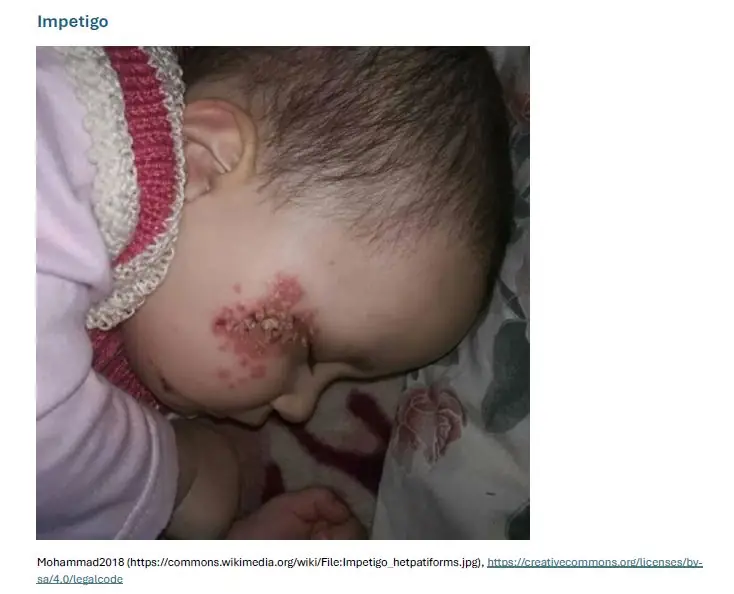 Impetigo
Mohammad2018 (https://commons.wikimedia.org/wiki/File:Impetigo_hetpatiforms.jpg), https://creativecommons.org/licenses/by-
sa/4.0/legalcode